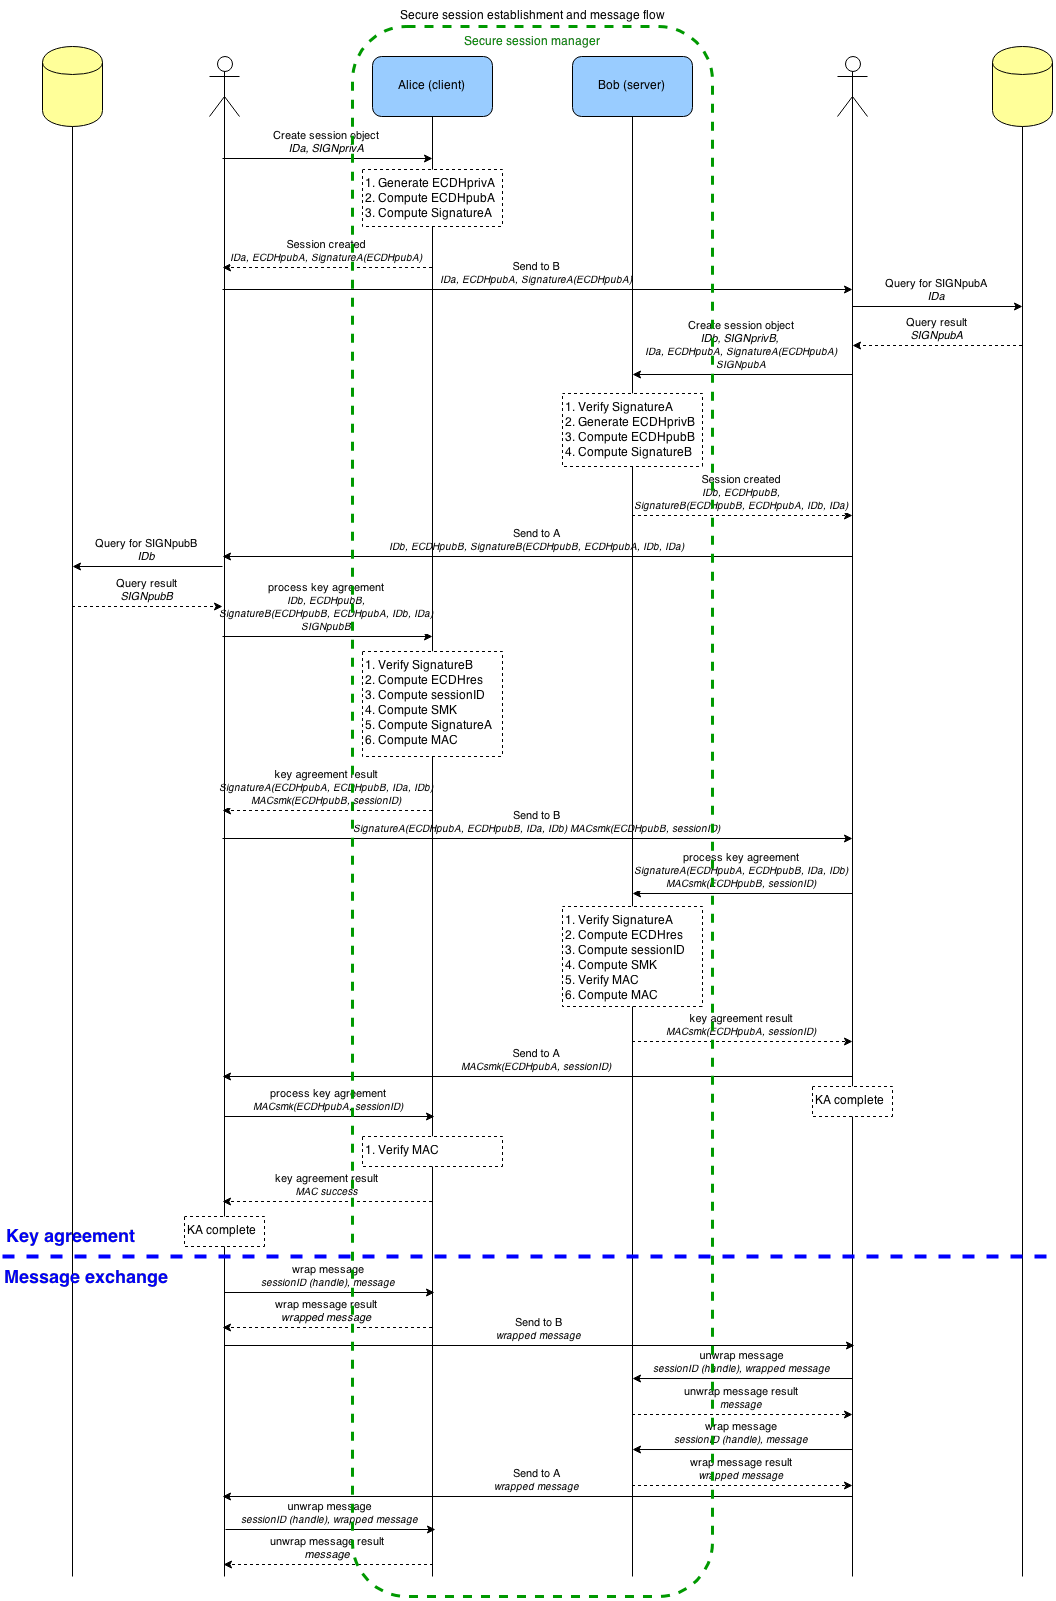 Secure session establishment and message flow
Secure session manager
Alice (client)
Bob (server)
Create session object
IDa, SIGNprivA
1. Generate ECDHprivA
2. Compute ECDHpubA
3. Compute SignatureA
Session created
IDa, ECDHpubA, SignatureA(ECDHpubA)
Send to B
IDa, ECDHpubA, SignatureA(ECDHpubA)
Query for SIGNpubA
IDa
Query result
SIGNpubA
Create session object
IDb, SIGNprivB,
IDa, ECDHpubA, SignatureA(ECDHpubA)
SIGNpubA
1. Verify SignatureA
2. Generate ECDHprivB
3. Compute ECDHpubB
4. Compute SignatureB
Session created
IDb, ECDHpubB,
SignatureB(ECDHpubB, ECDHpubA, IDb, IDa)
Send to A
IDb, ECDHpubB, SignatureB(ECDHpubB, ECDHpubA, IDb, IDa)
Query for SIGNpubB
IDb
Query result
SIGNpubB
process key agreement
IDb, ECDHpubB,
SignatureB(ECDHpubB, ECDHpubA, IDb, IDa)
SIGNpubB
1. Verify SignatureB
2. Compute ECDHres
3. Compute sessionID
4. Compute SMK
5. Compute SignatureA
6. Compute MAC
key agreement result
SignatureA(ECDHpubA, ECDHpubB, IDa, IDb)
MACsmk(ECDHpubB, sessionID)
Send to B
SignatureA(ECDHpubA, ECDHpubB, IDa, IDb) MACsmk(ECDHpubB, sessionID)
process key agreement
SignatureA(ECDHpubA, ECDHpubB, IDa, IDb)
MACsmk(ECDHpubB, sessionID)
1. Verify SignatureA
2. Compute ECDHres
3. Compute sessionID
4. Compute SMK
5. Verify MAC
6. Compute MAC
key agreement result
MACsmk(ECDHpubA, sessionID)
Send to A
MACsmk(ECDHpubA, sessionID)
KA complete
process key agreement
MACsmk(ECDHpubA, sessionID)
1. Verify MAC
key agreement result
MAC success
KA complete
Key agreement
Message exchange
wrap message
sessionID (handle), message
wrap message result
wrapped message
Send to B
wrapped message
unwrap message
sessionID (handle), wrapped message
unwrap message result
message
wrap message
sessionID (handle), message
wrap message result
wrapped message
Send to A
wrapped message
unwrap message
sessionID (handle), wrapped message
unwrap message result
message